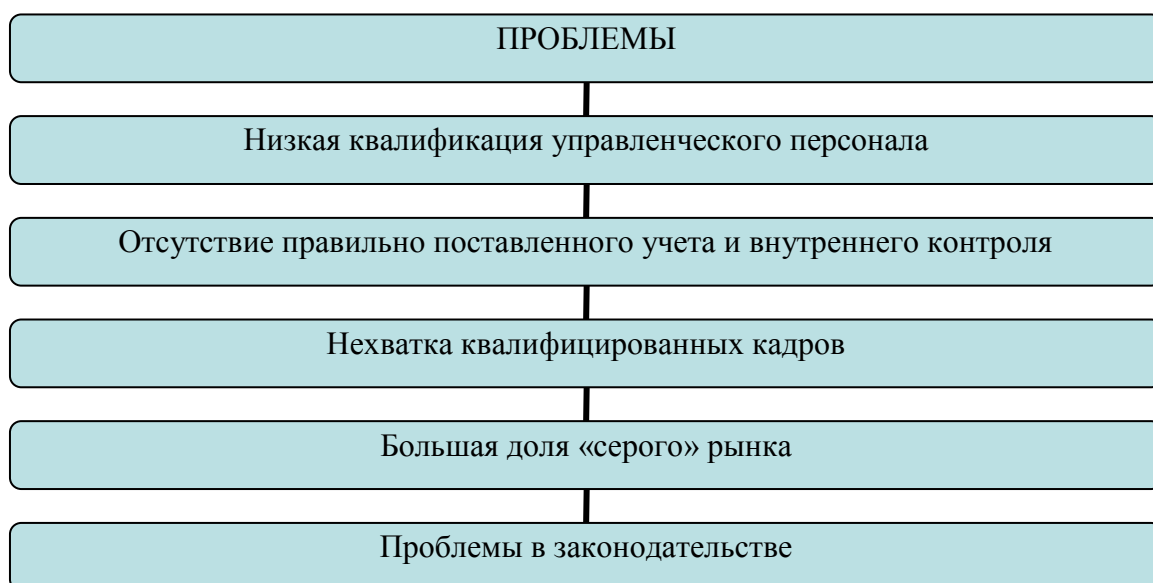 ПРОБЛЕМЫ
Низкая квалификация управленческого персонала
Отсутствие правильно поставленного учета и внутреннего контроля
Нехватка квалифицированных кадров
Большая доля «серого» рынка
Проблемы в законодательстве